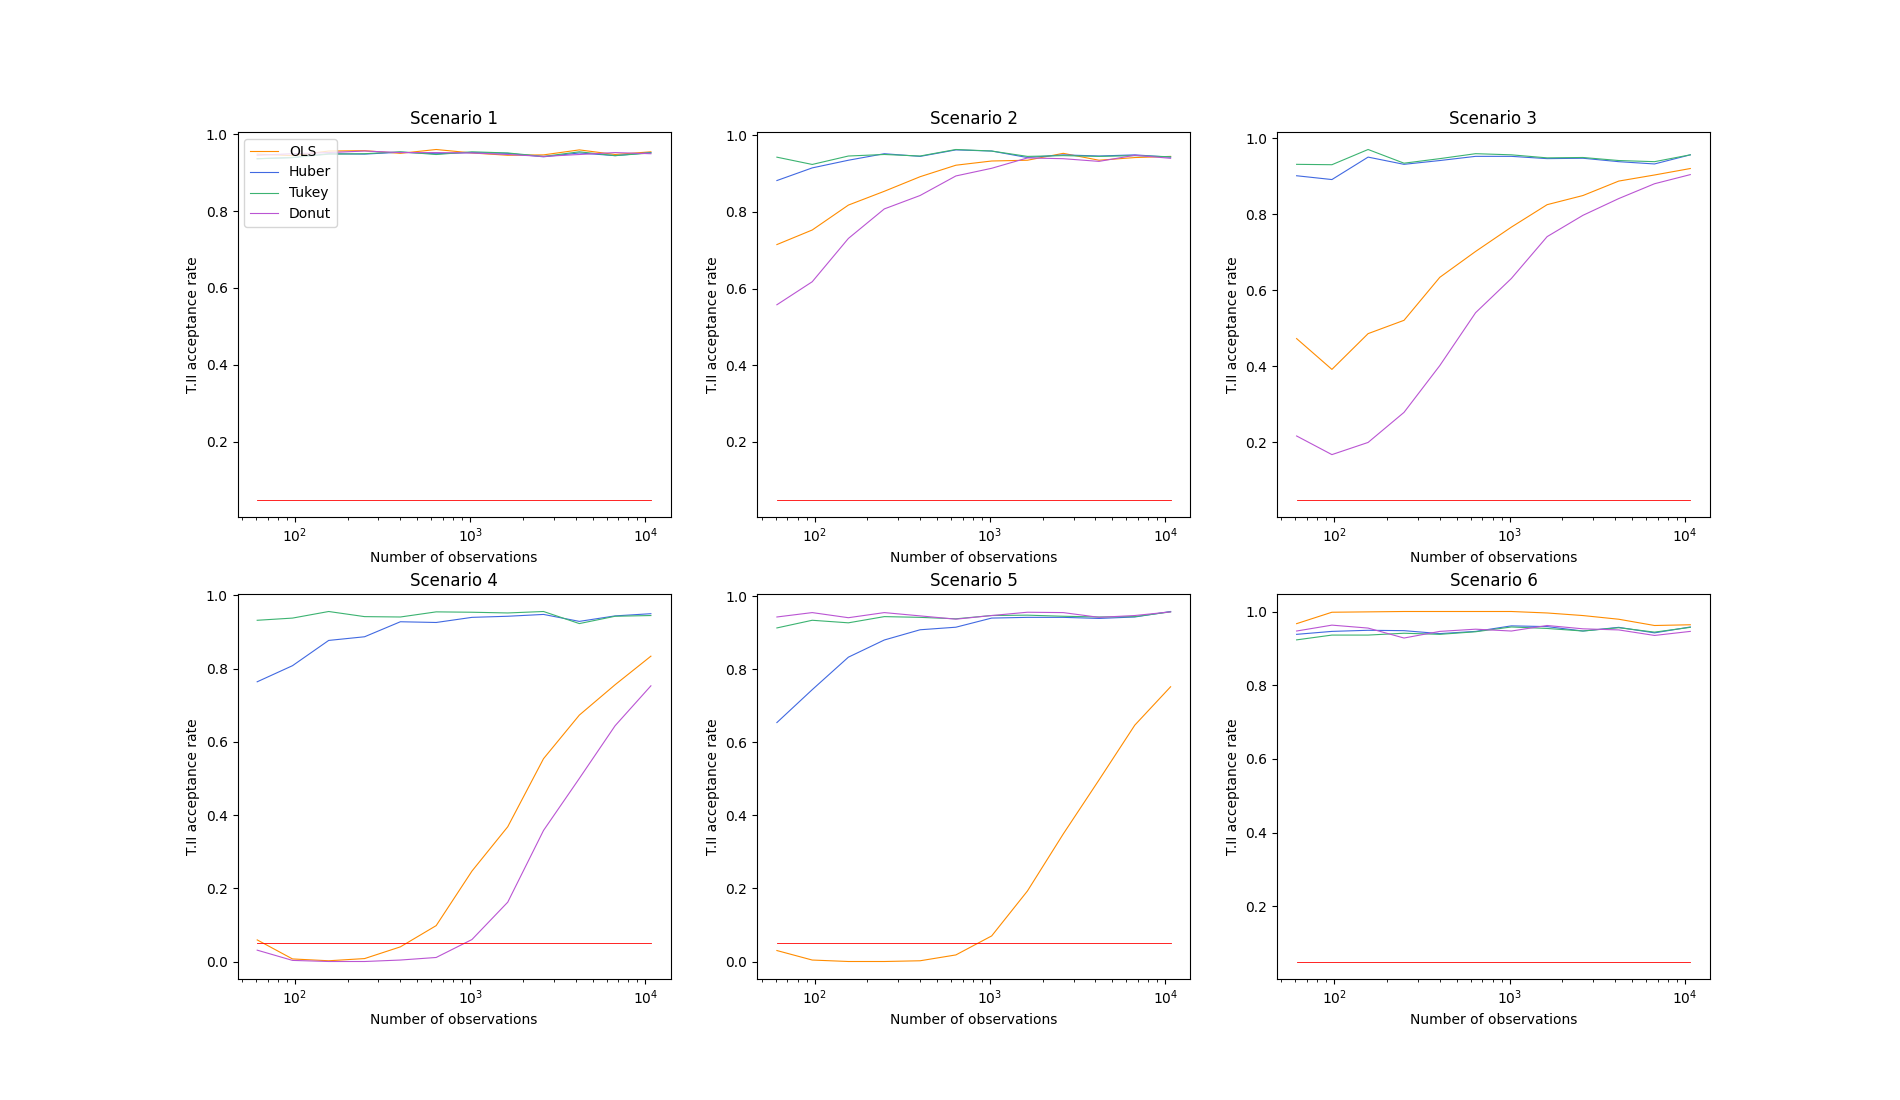 Scenario 1
1.0
0.8
0.6
0.4
0.2
T.II acceptance rate
OLS
Huber
Tukey
Donut
10²
10³
10⁴
Number of observations
Scenario 2
1.0
0.8
0.6
0.4
0.2
T.II acceptance rate
10²
10³
10⁴
Number of observations
Scenario 3
1.0
0.8
0.6
0.4
0.2
T.II acceptance rate
10²
10³
10⁴
Number of observations
Scenario 4
1.0
0.8
0.6
0.4
0.2
0.0
T.II acceptance rate
10²
10³
10⁴
Number of observations
Scenario 5
1.0
0.8
0.6
0.4
0.2
0.0
T.II acceptance rate
10²
10³
10⁴
Number of observations
Scenario 6
1.0
0.8
0.6
0.4
0.2
T.II acceptance rate
10²
10³
10⁴
Number of observations